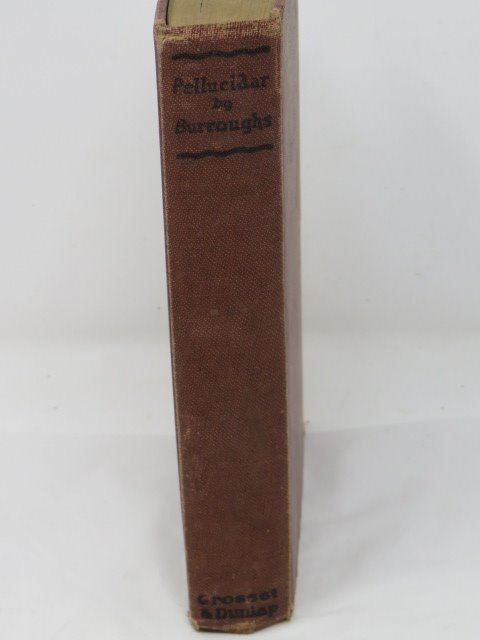 Pellucidar
by
Burroughs
Grosset
& Dunlap